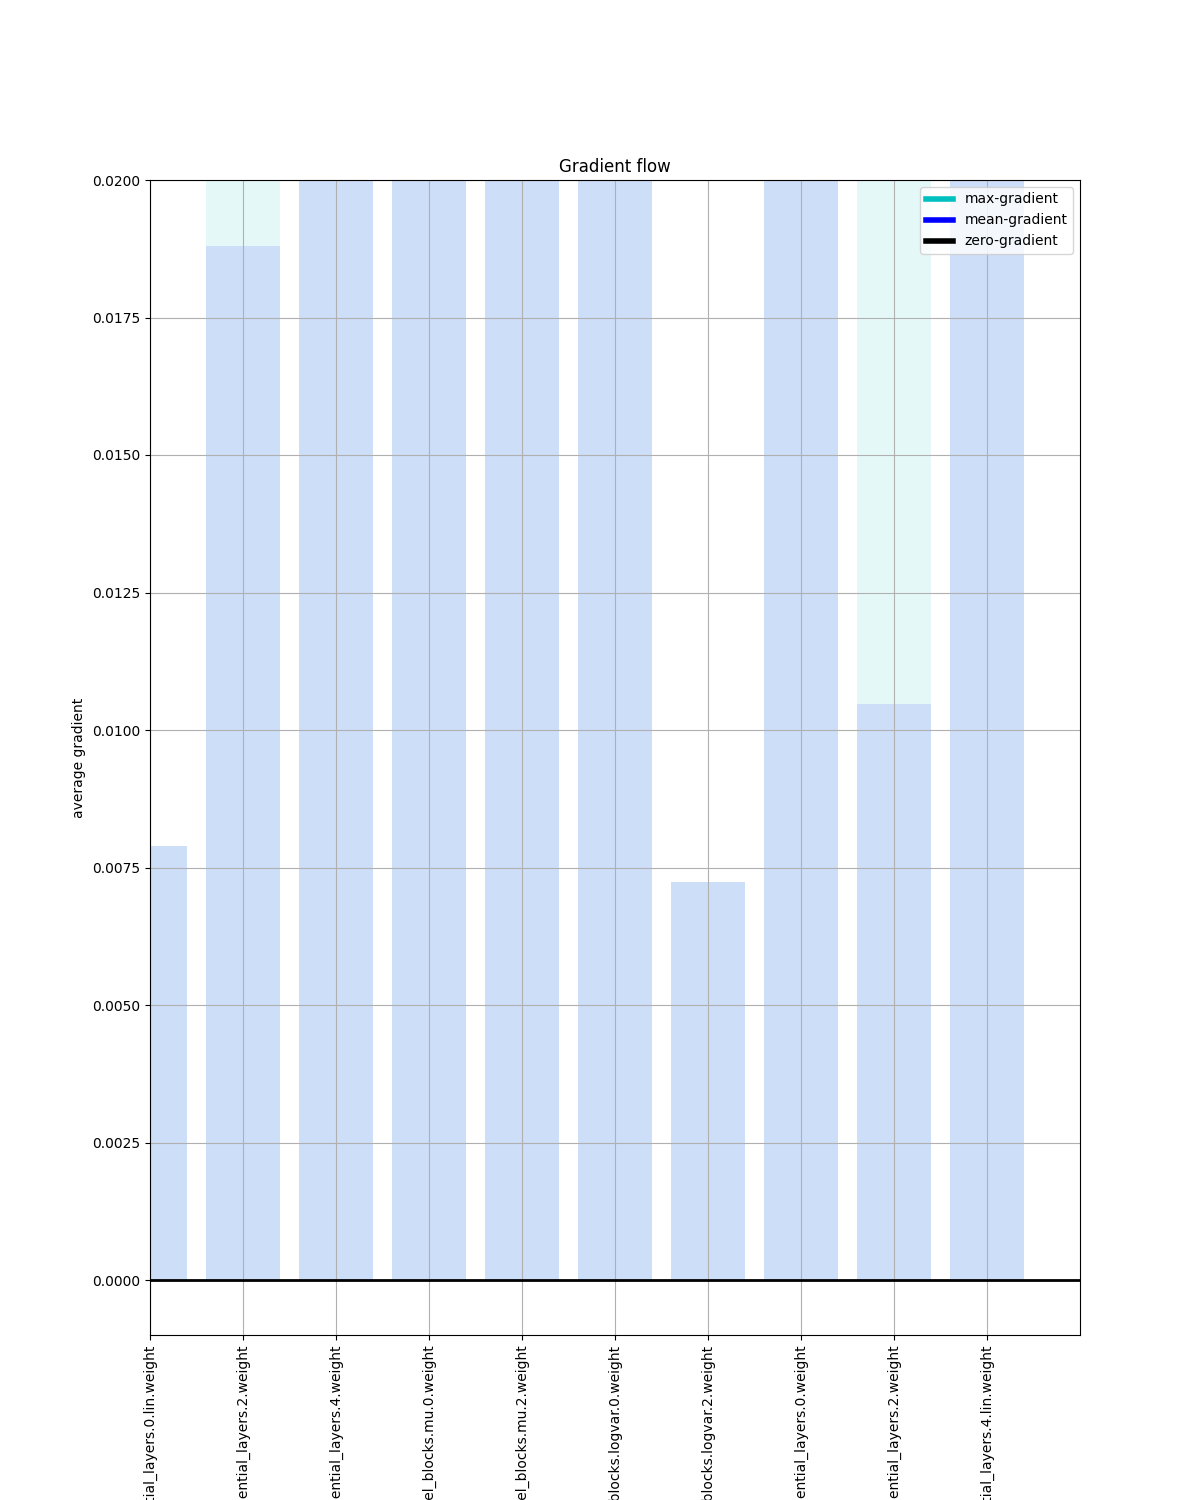 Gradient flow
max-gradient
mean-gradient
zero-gradient
0.0200
0.0175
0.0150
0.0125
0.0100
0.0075
0.0050
0.0025
0.0000
average gradient
tial_layers.0.lin.weight
ential_layers.2.weight
ential_layers.4.weight
el_blocks.mu.0.weight
el_blocks.mu.2.weight
blocks.logvar.0.weight
blocks.logvar.2.weight
ential_layers.0.weight
ential_layers.2.weight
tial_layers.4.lin.weight